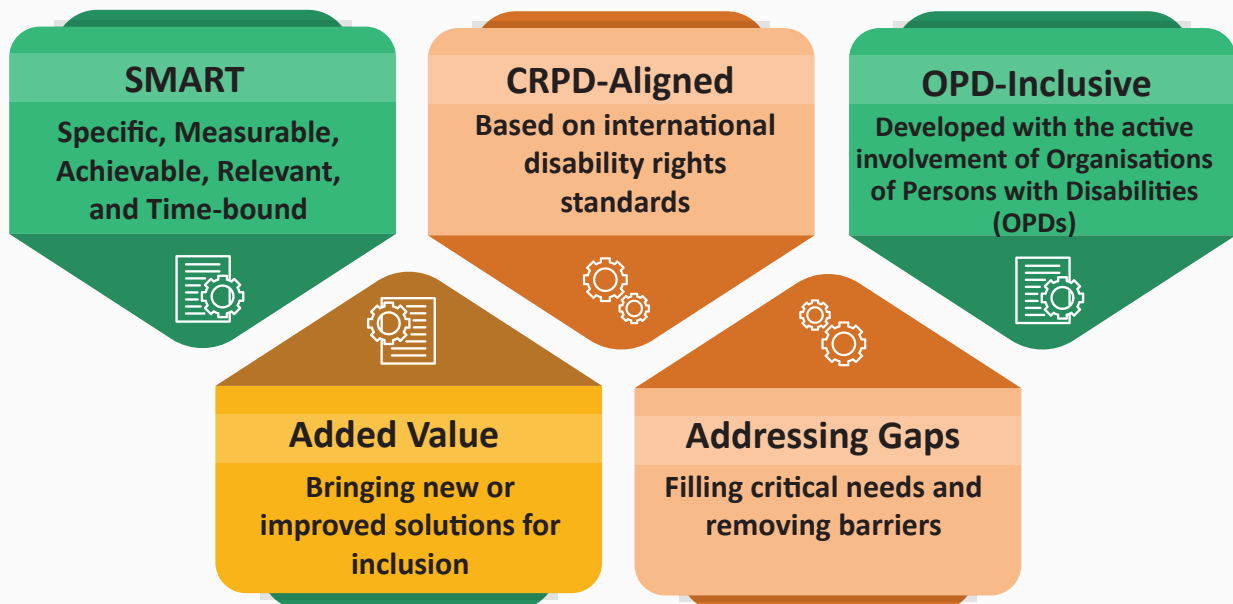 SMART
Specific, Measurable,
Achievable, Relevant,
and Time-bound
CRPD-Aligned
Based on international
disability rights
standards
OPD-Inclusive
Developed with the active
involvement of Organisations
of Persons with Disabilities
(OPDs)
Added Value
Bringing new or
improved solutions for
inclusion
Addressing Gaps
Filling critical needs and
removing barriers